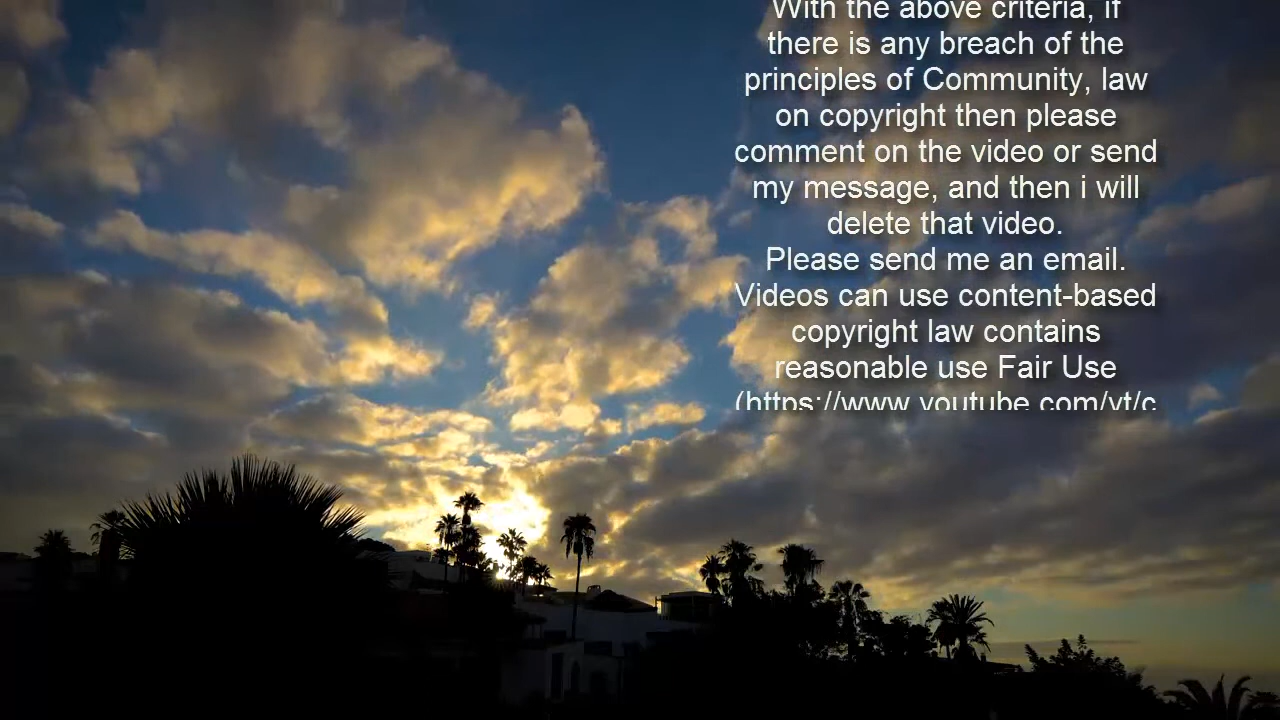 With the above criteria, if
there is any breach of the
principles of Community, law
on copyright then please
comment on the video or send
my message, and then i will
delete that video.
Please send me an email.
Videos can use content-based
copyright law contains
reasonable use Fair Use
(https://www.youtube.com/yt/c